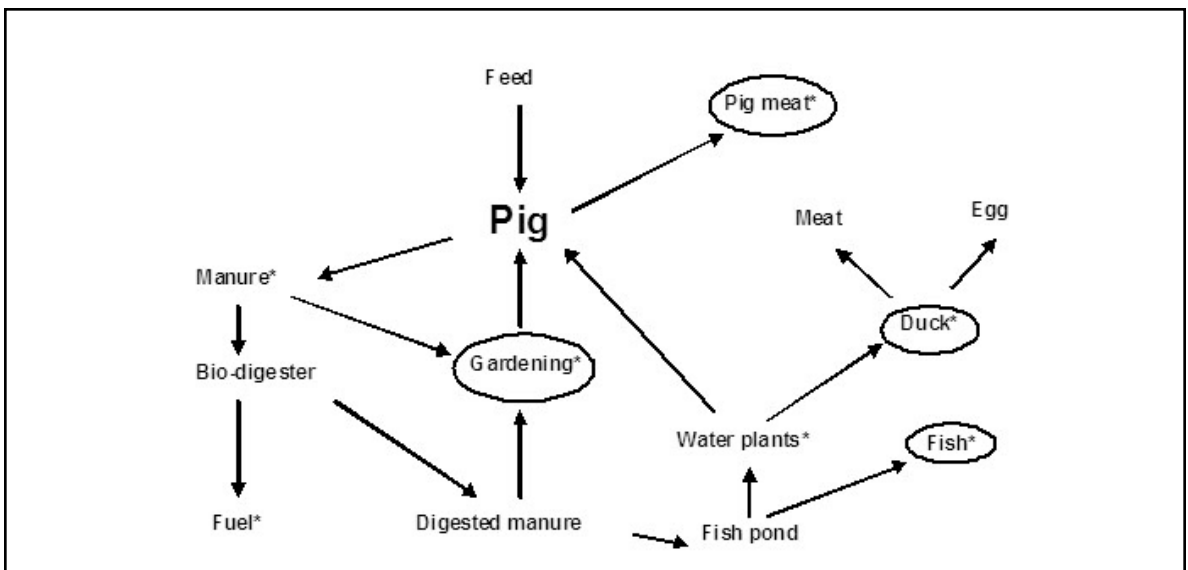 Feed
Pig meat*
Pig
Meat
Egg
Manure*
Duck*
Gardening*
Bio-digester
Water plants*
Fish*
Fuel*
Digested manure
Fish pond